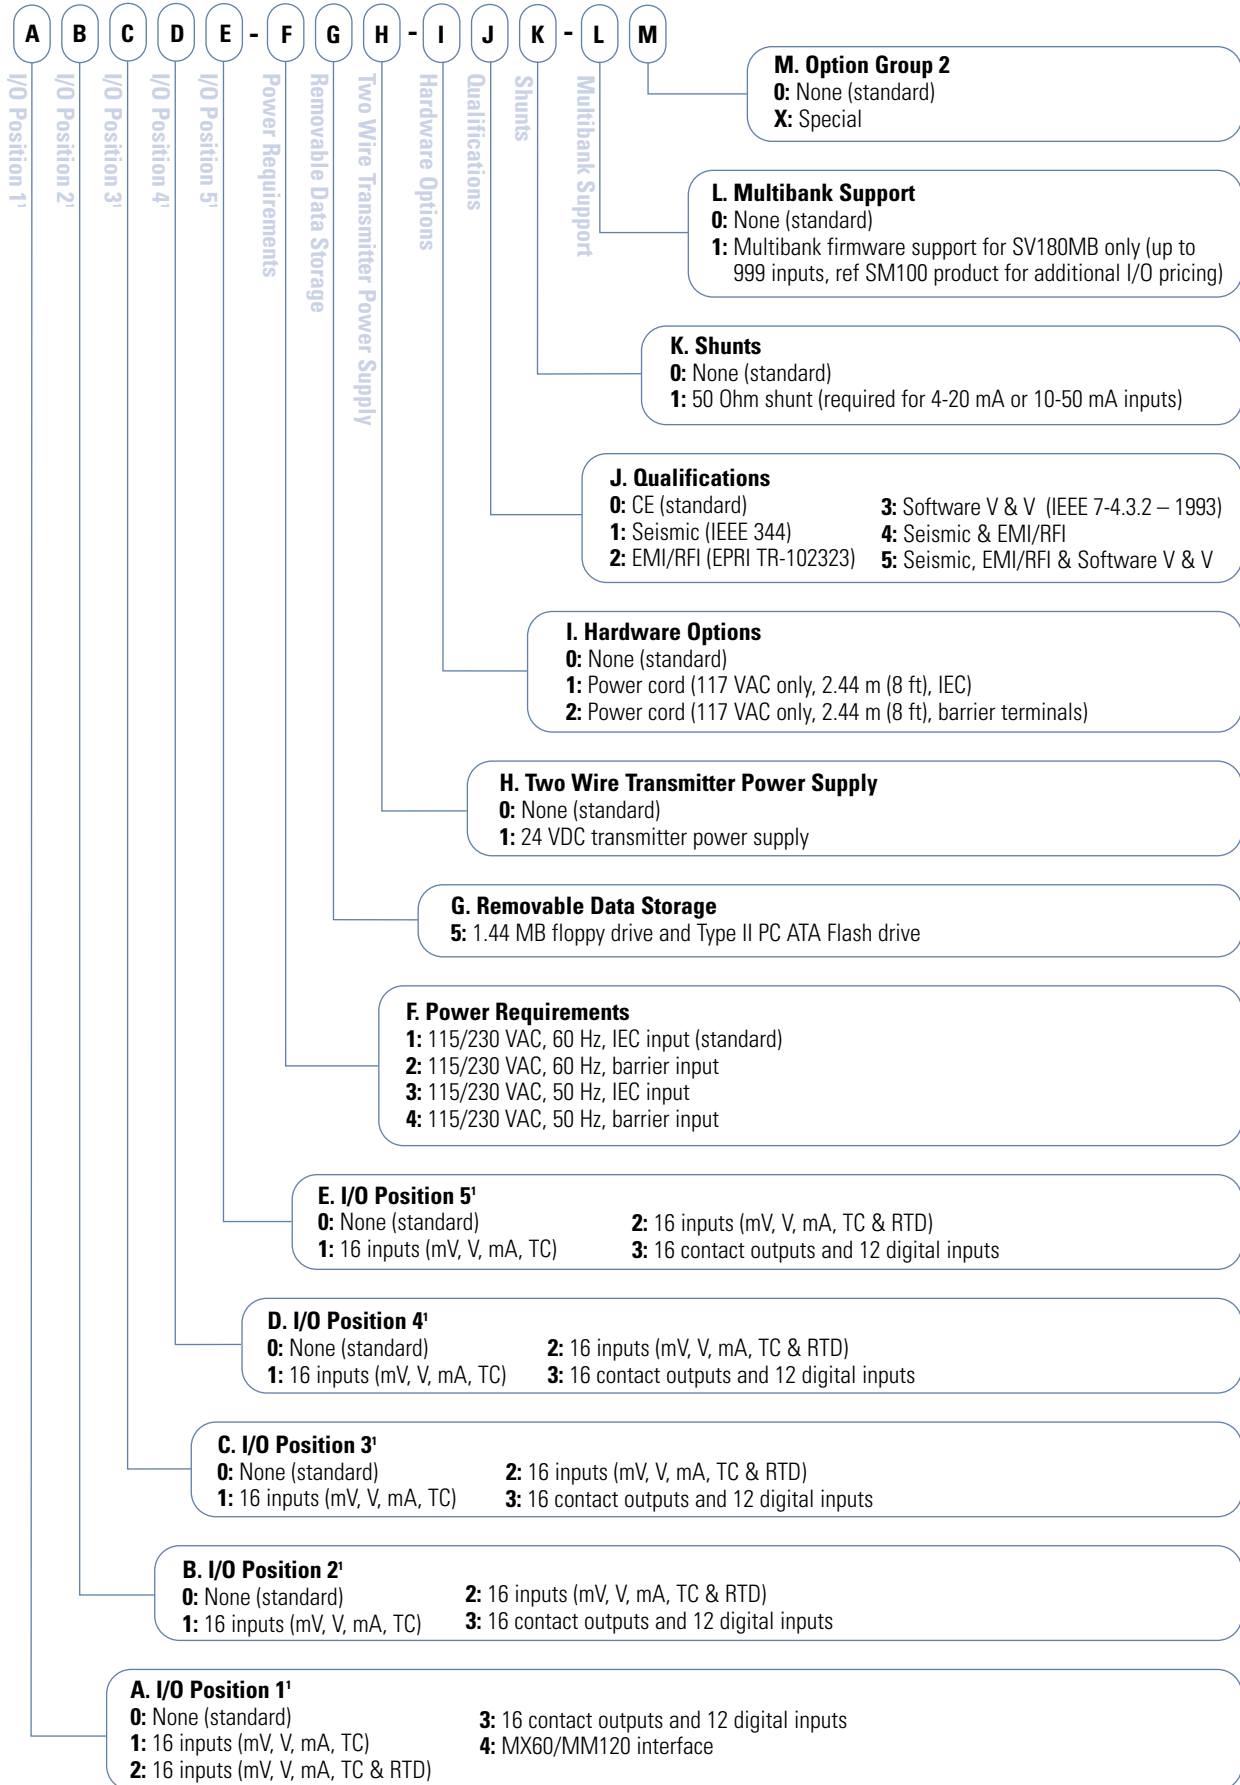 A B C D E - F G H - I J K - L M
I/O Position 1¹
I/O Position 2¹
I/O Position 3¹
I/O Position 4¹
I/O Position 5¹
Power Requirements
Removable Data Storage
Two Wire Transmitter Power Supply
Hardware Options
Qualifications
Shunts
Multibank Support
M. Option Group 2
0: None (standard)
X: Special
L. Multibank Support
0: None (standard)
1: Multibank firmware support for SV180MB only (up to
999 inputs, ref SM100 product for additional I/O pricing)
K. Shunts
0: None (standard)
1: 50 Ohm shunt (required for 4-20 mA or 10-50 mA inputs)
J. Qualifications
0: CE (standard)
1: Seismic (IEEE 344)
2: EMI/RFI (EPRI TR-102323)
3: Software V & V (IEEE 7-4.3.2 – 1993)
4: Seismic & EMI/RFI
5: Seismic, EMI/RFI & Software V & V
I. Hardware Options
0: None (standard)
1: Power cord (117 VAC only, 2.44 m (8 ft), IEC)
2: Power cord (117 VAC only, 2.44 m (8 ft), barrier terminals)
H. Two Wire Transmitter Power Supply
0: None (standard)
1: 24 VDC transmitter power supply
G. Removable Data Storage
5: 1.44 MB floppy drive and Type II PC ATA Flash drive
F. Power Requirements
1: 115/230 VAC, 60 Hz, IEC input (standard)
2: 115/230 VAC, 60 Hz, barrier input
3: 115/230 VAC, 50 Hz, IEC input
4: 115/230 VAC, 50 Hz, barrier input
E. I/O Position 5¹
0: None (standard)
1: 16 inputs (mV, V, mA, TC)
2: 16 inputs (mV, V, mA, TC & RTD)
3: 16 contact outputs and 12 digital inputs
D. I/O Position 4¹
0: None (standard)
1: 16 inputs (mV, V, mA, TC)
2: 16 inputs (mV, V, mA, TC & RTD)
3: 16 contact outputs and 12 digital inputs
C. I/O Position 3¹
0: None (standard)
1: 16 inputs (mV, V, mA, TC)
2: 16 inputs (mV, V, mA, TC & RTD)
3: 16 contact outputs and 12 digital inputs
B. I/O Position 2¹
0: None (standard)
1: 16 inputs (mV, V, mA, TC)
2: 16 inputs (mV, V, mA, TC & RTD)
3: 16 contact outputs and 12 digital inputs
A. I/O Position 1¹
0: None (standard)
1: 16 inputs (mV, V, mA, TC)
2: 16 inputs (mV, V, mA, TC & RTD)
3: 16 contact outputs and 12 digital inputs
4: MX60/MM120 interface